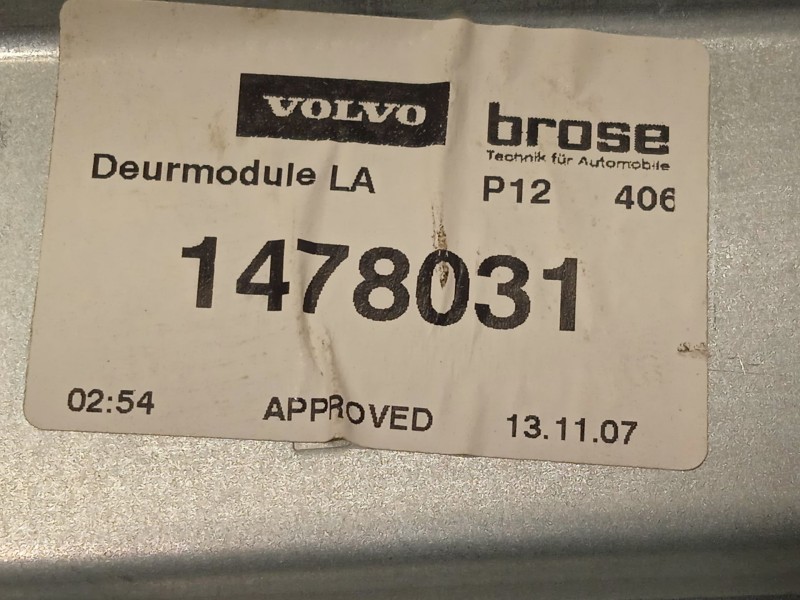 VOLVO
brose
Technik für Automobile
Deurmodule LA
P12 406
1478031
02:54 APPROVED 13.11.07